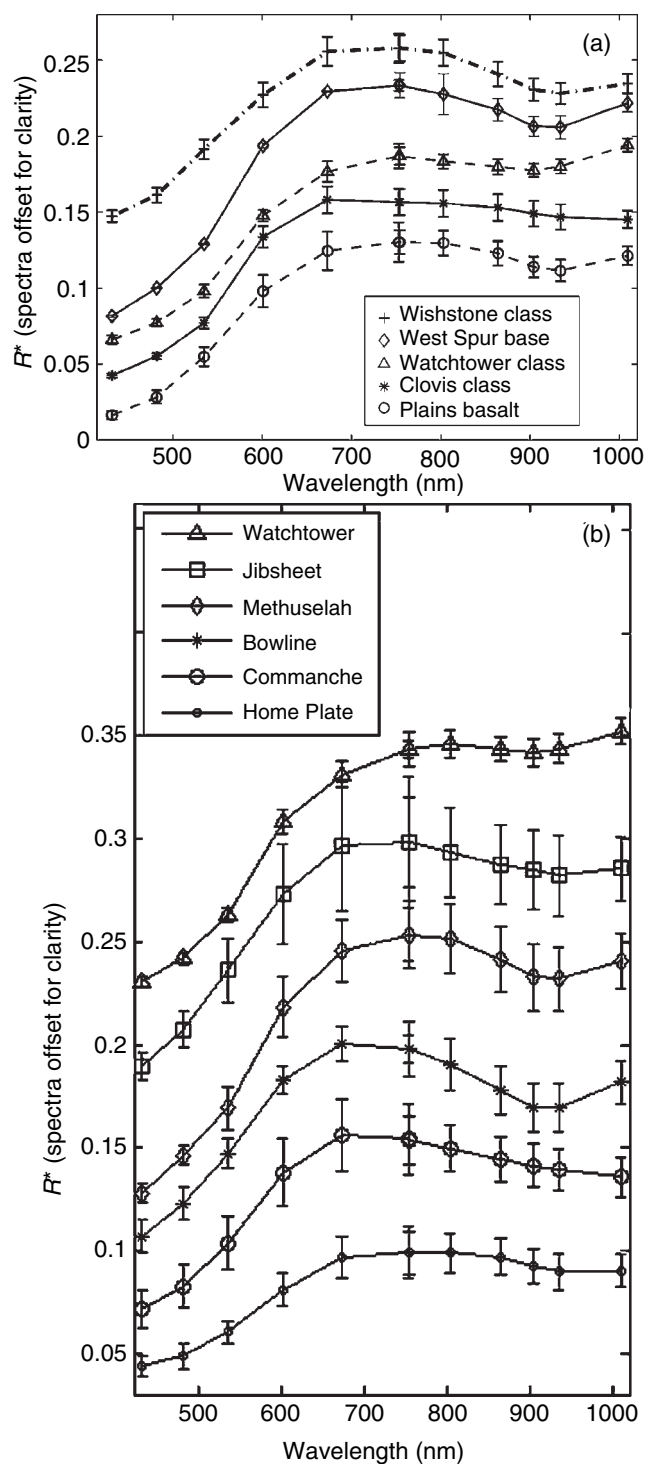 (a)
0.25
0.2
0.15
0.1
0.05
0
R* (spectra offset for clarity)
Wishstone class
West Spur base
Watchtower class
Clovis class
Plains basalt
500 600 700 800 900 1000
Wavelength (nm)
(b)
Watchtower
Jibsheet
Methuselah
Bowline
Commanche
Home Plate
0.35
0.3
0.25
0.2
0.15
0.1
0.05
R* (spectra offset for clarity)
500 600 700 800 900 1000
Wavelength (nm)